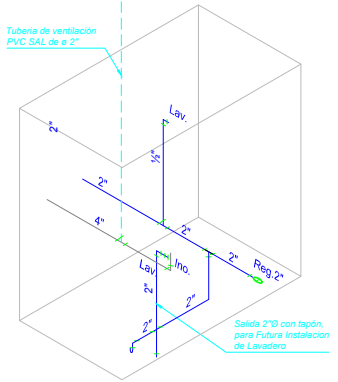 Tuberia de ventilación
PVC SAL de ø 2"
Lav.
2"
½"
2"
2"
4"
2"
Reg.2"
Lav.
Ino.
2"
2"
2"
Salida 2"Ø con tapón,
para Futura Instalacion
de Lavadero